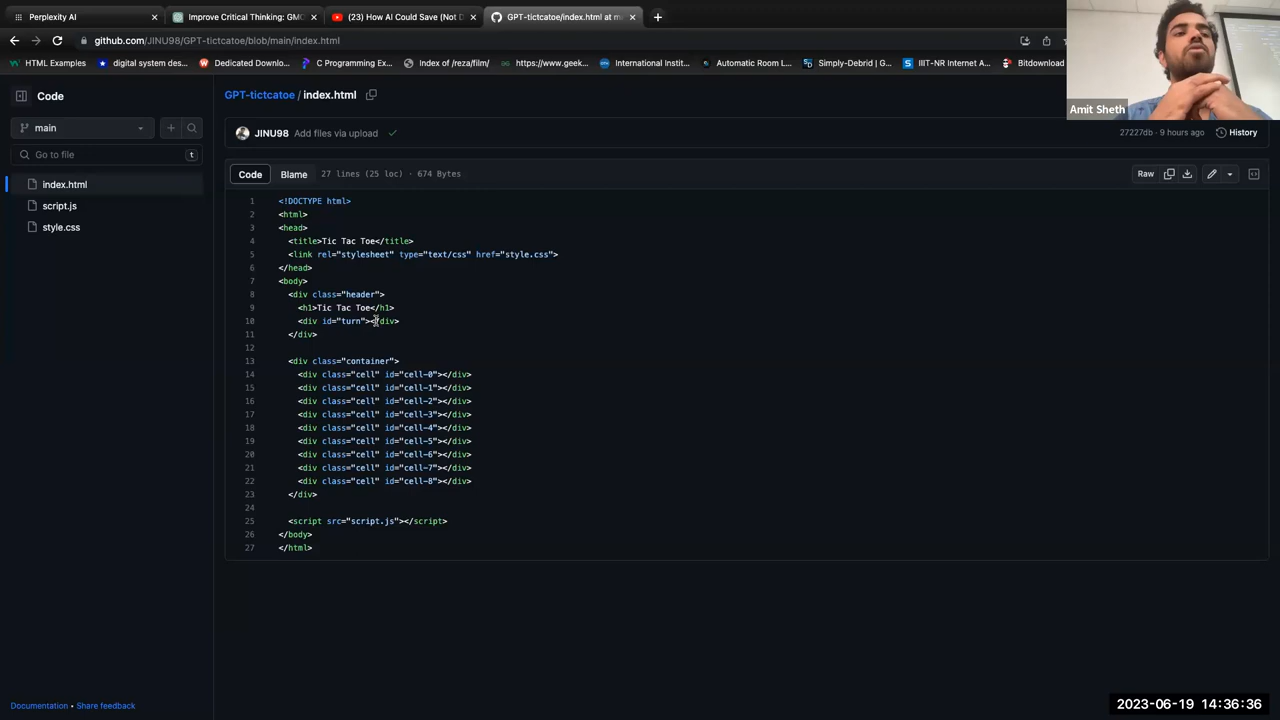 Perplexity AI
Improve Critical Thinking: GMC
(23) How AI Could Save (Not D
GPT-tictcatoe/index.html at m
github.com/JINU98/GPT-tictcatoe/blob/main/index.html
HTML Examples
digital system des...
Dedicated Downlo...
C Programming Ex...
Index of /reza/film/
https://www.geek...
International Insti...
Automatic Room L...
Simply-Debrid | G...
IIIT-NR Internet A...
Bitdownload
Amit Sheth
Code
GPT-tictcatoe / index.html
main
JINU98 Add files via upload
27227db · 9 hours ago
History
Go to file
t
Code
Blame
27 lines (25 loc) · 674 Bytes
Raw
index.html
script.js
style.css
1 <!DOCTYPE html>
2 <html>
3 <head>
4 <title>Tic Tac Toe</title>
5 <link rel="stylesheet" type="text/css" href="style.css">
6 </head>
7 <body>
8 <div class="header">
9 <h1>Tic Tac Toe</h1>
10 <div id="turn"></div>
11 </div>
12
13 <div class="container">
14 <div class="cell" id="cell-0"></div>
15 <div class="cell" id="cell-1"></div>
16 <div class="cell" id="cell-2"></div>
17 <div class="cell" id="cell-3"></div>
18 <div class="cell" id="cell-4"></div>
19 <div class="cell" id="cell-5"></div>
20 <div class="cell" id="cell-6"></div>
21 <div class="cell" id="cell-7"></div>
22 <div class="cell" id="cell-8"></div>
23 </div>
24
25 <script src="script.js"></script>
26 </body>
27 </html>
Documentation • Share feedback
2023-06-19 14:36:36